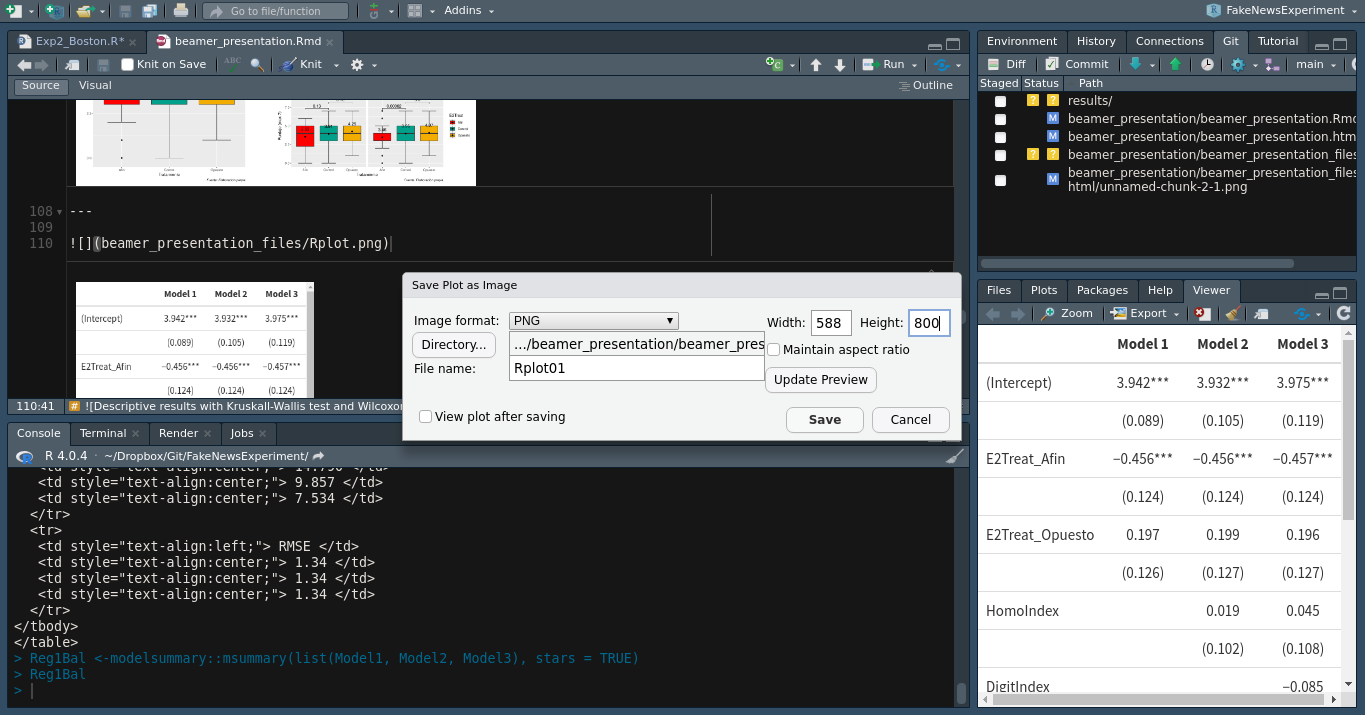 Go to file/function
Addins
FakeNewsExperiment
Exp2_Boston.R*
beamer_presentation.Rmd
Knit on Save
ABC
Knit
Run
Source
Visual
Outline
108
---
109
110
![](beamer_presentation_files/Rplot.png)
Model 1 Model 2 Model 3
(Intercept) 3.942*** 3.932*** 3.975***
(0.089) (0.105) (0.119)
E2Treat_Afin −0.456*** −0.456*** −0.457***
(0.124) (0.124) (0.124)
110:41
# ![Descriptive results with Kruskall-Wallis test and Wilcoxon
Save Plot as Image
Image format: PNG
Width: 588 Height: 800
Directory... .../beamer_presentation/beamer_pres
Maintain aspect ratio
File name: Rplot01
Update Preview
View plot after saving
Save
Cancel
Console
Terminal
Render
Jobs
R 4.0.4 · ~/Dropbox/Git/FakeNewsExperiment/
<td style="text-align:center;"> 14.790 </td>
<td style="text-align:center;"> 9.857 </td>
<td style="text-align:center;"> 7.534 </td>
</tr>
<tr>
<td style="text-align:left;"> RMSE </td>
<td style="text-align:center;"> 1.34 </td>
<td style="text-align:center;"> 1.34 </td>
<td style="text-align:center;"> 1.34 </td>
</tr>
</tbody>
</table>
> Reg1Bal <-modelsummary::msummary(list(Model1, Model2, Model3), stars = TRUE)
> Reg1Bal
>
Environment
History
Connections
Git
Tutorial
Diff
Commit
main
Staged Status Path
? ? results/
M beamer_presentation/beamer_presentation.Rmd
M beamer_presentation/beamer_presentation.htm
? ? beamer_presentation/beamer_presentation_files
M beamer_presentation/beamer_presentation_files
html/unnamed-chunk-2-1.png
Files
Plots
Packages
Help
Viewer
Zoom
Export
Model 1 Model 2 Model 3
(Intercept) 3.942*** 3.932*** 3.975***
(0.089) (0.105) (0.119)
E2Treat_Afin −0.456*** −0.456*** −0.457***
(0.124) (0.124) (0.124)
E2Treat_Opuesto 0.197 0.199 0.196
(0.126) (0.127) (0.127)
HomoIndex 0.019 0.045
(0.102) (0.108)
DigitIndex −0.085